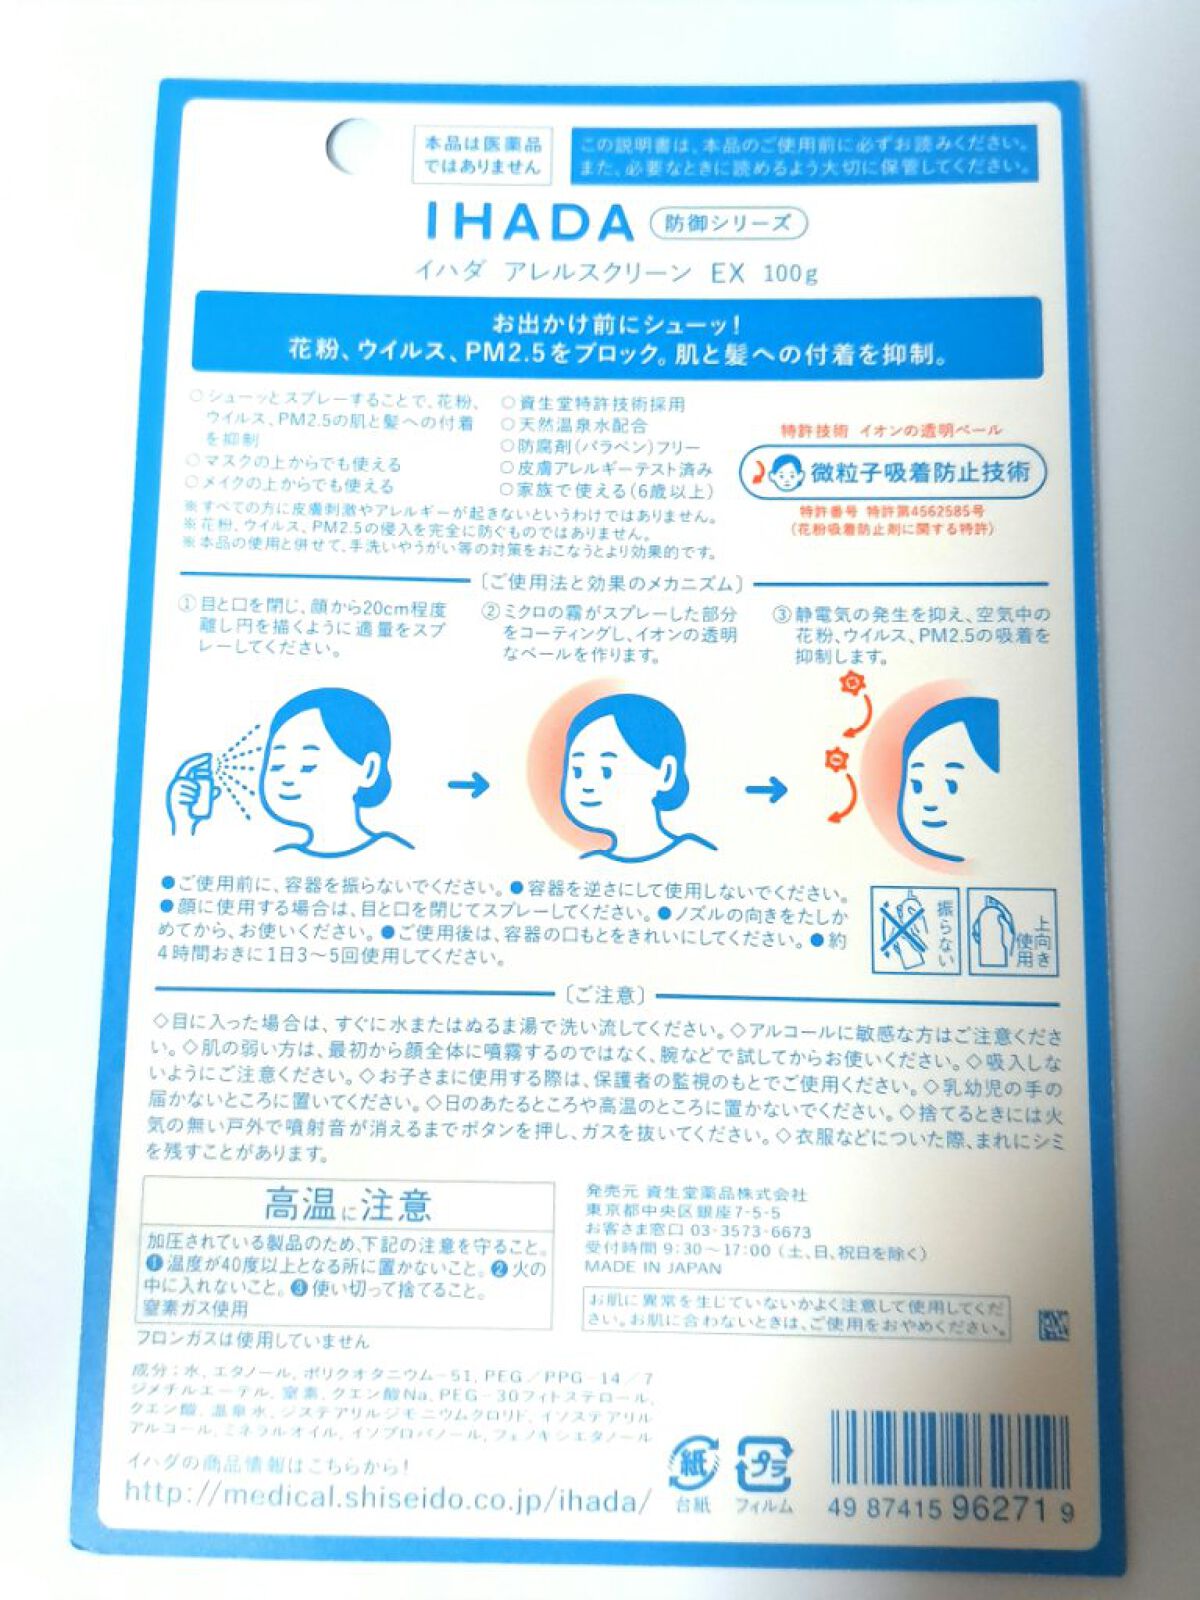 本品は医薬品
ではありません
この説明書は、本品のご使用前に必ずお読みください。
また、必要なときに読めるよう大切に保管してください。
IHADA 防御シリーズ
イハダ アレルスクリーン EX 100g
お出かけ前にシューッ!
花粉、ウイルス、PM2.5をブロック。肌と髪への付着を抑制。
○シューッとスプレーすることで、花粉、
ウイルス、PM2.5の肌と髪への付着
を抑制
○マスクの上からでも使える
○メイクの上からでも使える
○資生堂特許技術採用
○天然温泉水配合
○防腐剤(パラベン)フリー
○皮膚アレルギーテスト済み
○家族で使える(6歳以上)
※すべての方に皮膚刺激やアレルギーが起きないというわけではありません。
※花粉、ウイルス、PM2.5の侵入を完全に防ぐものではありません。
※本品の使用と併せて、手洗いやうがい等の対策をおこなうとより効果的です。
特許技術 イオンの透明ベール
微粒子吸着防止技術
特許番号 特許第4562585号
(花粉吸着防止剤に関する特許)
〔ご使用法と効果のメカニズム〕
①目と口を閉じ、顔から20cm程度
離し円を描くように適量をスプ
レーしてください。
②ミクロの霧がスプレーした部分
をコーティングし、イオンの透明
なベールを作ります。
③静電気の発生を抑え、空気中の
花粉、ウイルス、PM2.5の吸着を
抑制します。
●ご使用前に、容器を振らないでください。●容器を逆さにして使用しないでください。
●顔に使用する場合は、目と口を閉じてスプレーしてください。●ノズルの向きをたしか
めてから、お使いください。●ご使用後は、容器の口もとをきれいにしてください。●約
4時間おきに1日3〜5回使用してください。
振らない
上向き
使用
〔ご注意〕
◇目に入った場合は、すぐに水またはぬるま湯で洗い流してください。◇アルコールに敏感な方はご注意くださ
い。◇肌の弱い方は、最初から顔全体に噴霧するのではなく、腕などで試してからお使いください。◇吸入しな
いようにご注意ください。◇お子さまに使用する際は、保護者の監視のもとでご使用ください。◇乳幼児の手の
届かないところに置いてください。◇日のあたるところや高温のところに置かないでください。◇捨てるときには火
気の無い戸外で噴射音が消えるまでボタンを押し、ガスを抜いてください。◇衣服などについた際、まれにシミ
を残すことがあります。
高温に注意
加圧されている製品のため、下記の注意を守ること。
❶温度が40度以上となる所に置かないこと。❷火の
中に入れないこと。❸使い切って捨てること。
窒素ガス使用
フロンガスは使用していません
発売元 資生堂薬品株式会社
東京都中央区銀座7-5-5
お客さま窓口 03-3573-6673
受付時間 9:30〜17:00(土、日、祝日を除く)
MADE IN JAPAN
お肌に異常を生じていないかよく注意して使用してくだ
さい。お肌に合わないときは、ご使用をおやめください。
成分:水、エタノール、ポリクオタニウム-51、PEG/PPG-14/7
ジメチルエーテル、窒素、クエン酸Na、PEG-30フィトステロール、
クエン酸、温泉水、ジステアリルジモニウムクロリド、イソステアリル
アルコール、ミネラルオイル、イソプロパノール、フェノキシエタノール
イハダの商品情報はこちらから!
http://medical.shiseido.co.jp/ihada/
紙
台紙
プラ
フィルム
49 87415 96271 9